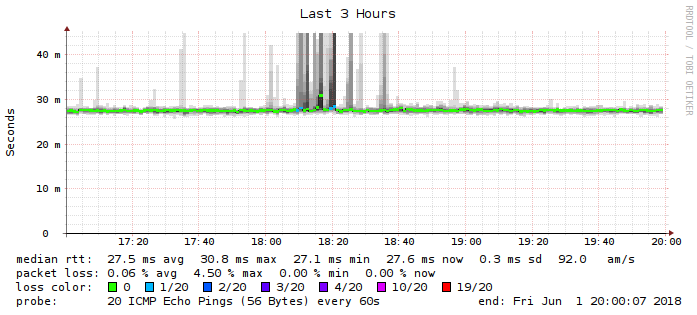 Last 3 Hours
RRDTOOL / TOBI OETIKER
Seconds
40 m
30 m
20 m
10 m
0
17:20 17:40 18:00 18:20 18:40 19:00 19:20 19:40 20:00
median rtt: 27.5 ms avg 30.8 ms max 27.1 ms min 27.6 ms now 0.3 ms sd 92.0 am/s
packet loss: 0.06 % avg 4.50 % max 0.00 % min 0.00 % now
loss color: 0 1/20 2/20 3/20 4/20 10/20 19/20
probe: 20 ICMP Echo Pings (56 Bytes) every 60s end: Fri Jun 1 20:00:07 2018